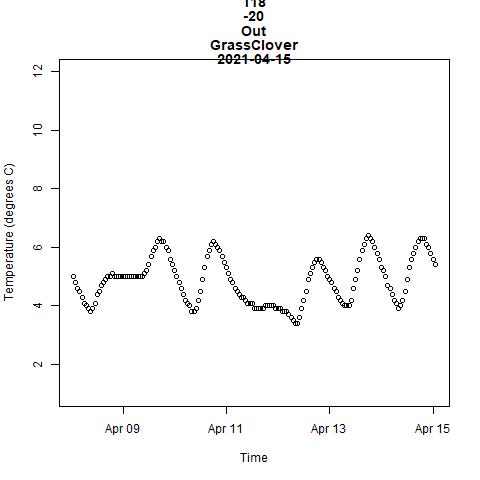 T18
-20
Out
GrassClover
2021-04-15
Temperature (degrees C)
12
10
8
6
4
2
Apr 09 Apr 11 Apr 13 Apr 15
Time